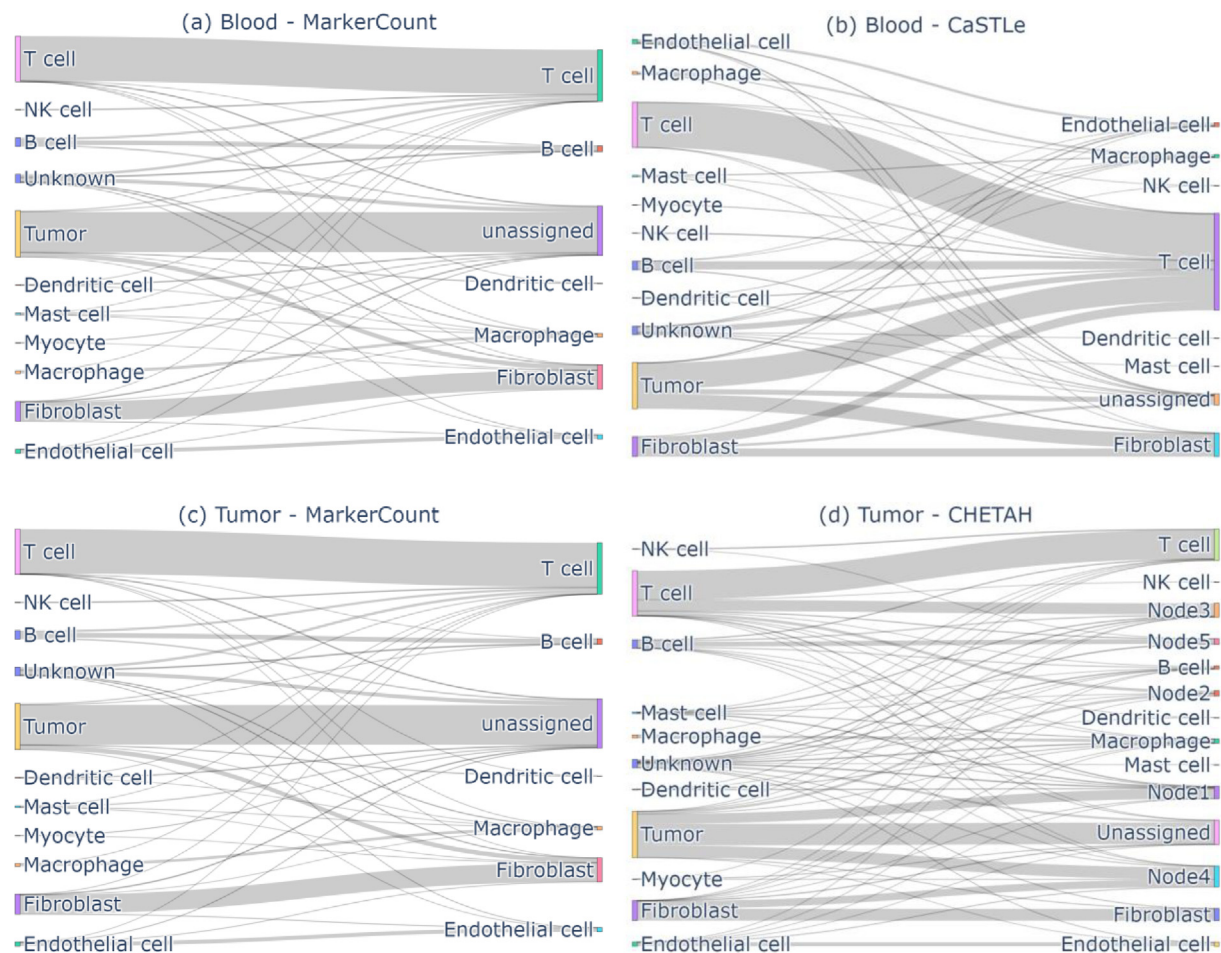 (a) Blood - MarkerCount
T cell
NK cell
B cell
Unknown
Tumor
Dendritic cell
Mast cell
Myocyte
Macrophage
Fibroblast
Endothelial cell
T cell
B cell
unassigned
Dendritic cell
Macrophage
Fibroblast
Endothelial cell
(b) Blood - CaSTLe
Endothelial cell
Macrophage
T cell
Mast cell
Myocyte
NK cell
B cell
Dendritic cell
Unknown
Tumor
Fibroblast
Endothelial cell
Macrophage
NK cell
T cell
Dendritic cell
Mast cell
unassigned
Fibroblast
(c) Tumor - MarkerCount
T cell
NK cell
B cell
Unknown
Tumor
Dendritic cell
Mast cell
Myocyte
Macrophage
Fibroblast
Endothelial cell
T cell
B cell
unassigned
Dendritic cell
Macrophage
Fibroblast
Endothelial cell
(d) Tumor - CHETAH
NK cell
T cell
B cell
Mast cell
Macrophage
Unknown
Dendritic cell
Tumor
Myocyte
Fibroblast
Endothelial cell
T cell
NK cell
Node3
Node5
B cell
Node2
Dendritic cell
Macrophage
Mast cell
Node1
Unassigned
Node4
Fibroblast
Endothelial cell